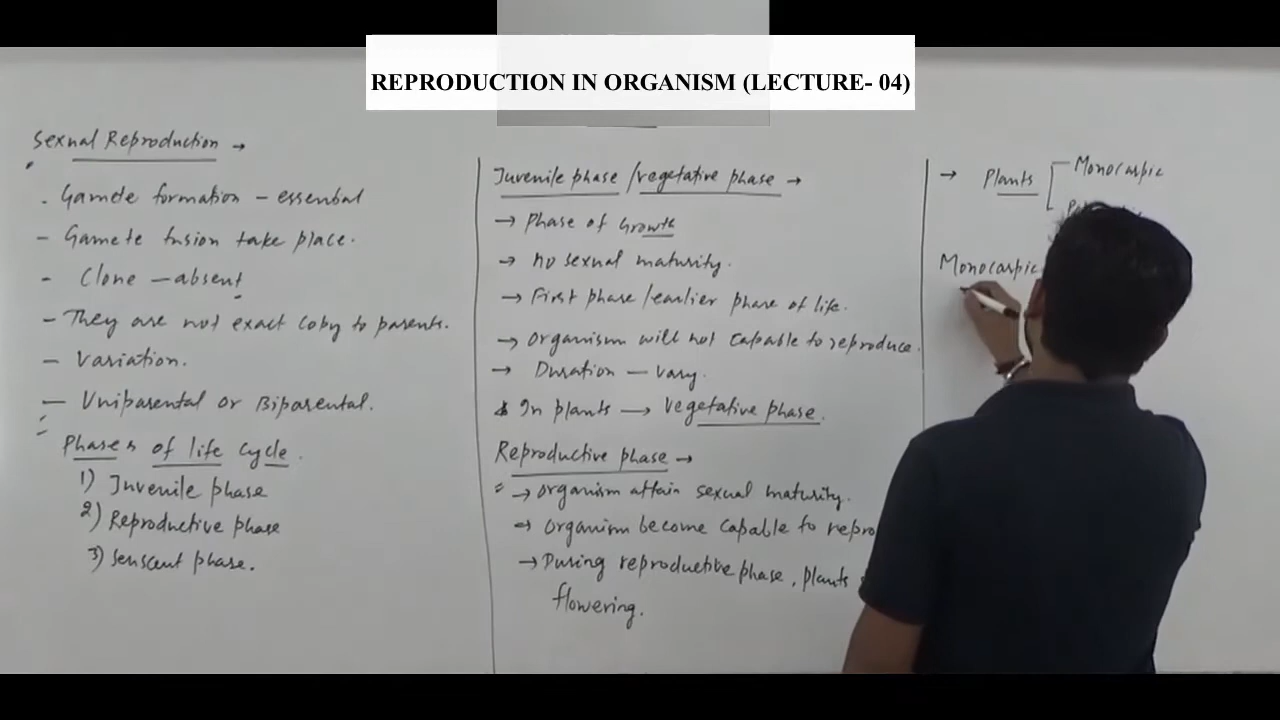 REPRODUCTION IN ORGANISM (LECTURE- 04)
Sexual Reproduction →
. Gamete formation - essential
- Gamete fusion take place.
- Clone - absent
- They are not exact copy to parents.
- Variation.
- Uniparental or Biparental.
Phases of life cycle.
1) Juvenile phase
2) Reproductive phase
3) Senscent phase.
Juvenile phase / vegetative phase →
→ Phase of Growth
→ no sexual maturity.
→ First phase / earlier phase of life.
→ organism will not capable to reproduce.
→ Duration - vary.
In plants → vegetative phase.
Reproductive phase →
→ organism attain sexual maturity.
→ organism become capable to repro
→ During reproductive phase, plants
flowering.
→ Plants
Monocarpic
Monocarpic